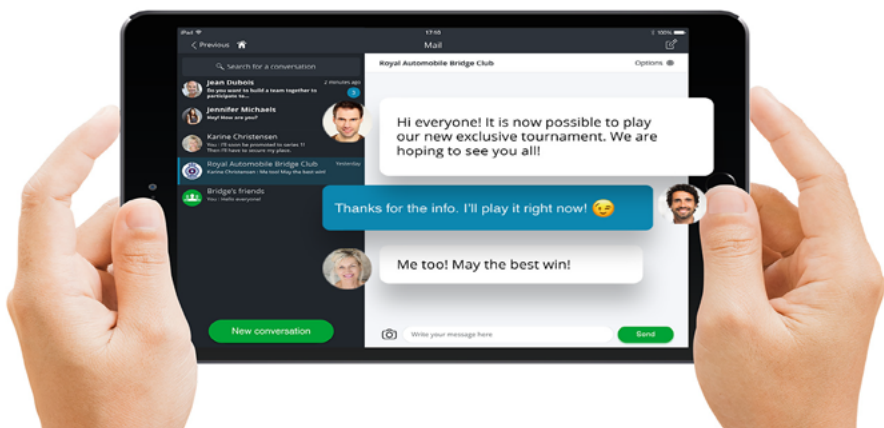 iPad
17:10
100%
Previous
Mail
Search for a conversation
Royal Automobile Bridge Club
Options
Jean Dubois
2 minutes ago
Do you want to build a team together to
participate to...
3
Jennifer Michaels
Hey! How are you?
Karine Christensen
You : I'll soon be promoted to series 1!
Then I'll have to secure my place.
Royal Automobile Bridge Club
Yesterday
Karine Christensen : Me too! May the best win!
Bridge's friends
You : Hello everyone!
Hi everyone! It is now possible to play
our new exclusive tournament. We are
hoping to see you all!
Thanks for the info. I'll play it right now! 😉
Me too! May the best win!
New conversation
Write your message here
Send